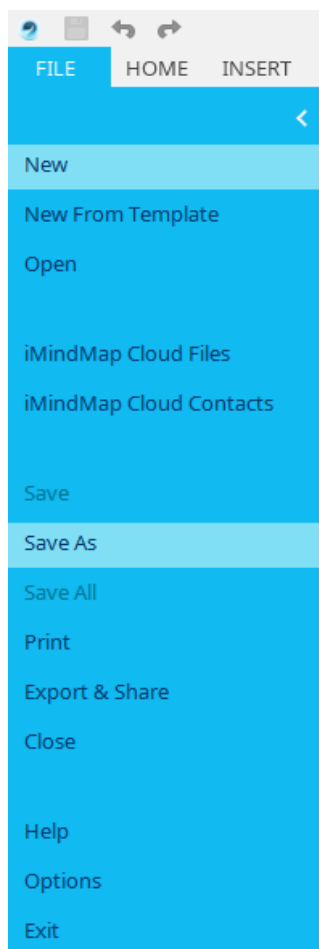 FILE HOME INSERT
New
New From Template
Open
iMindMap Cloud Files
iMindMap Cloud Contacts
Save
Save As
Save All
Print
Export & Share
Close
Help
Options
Exit